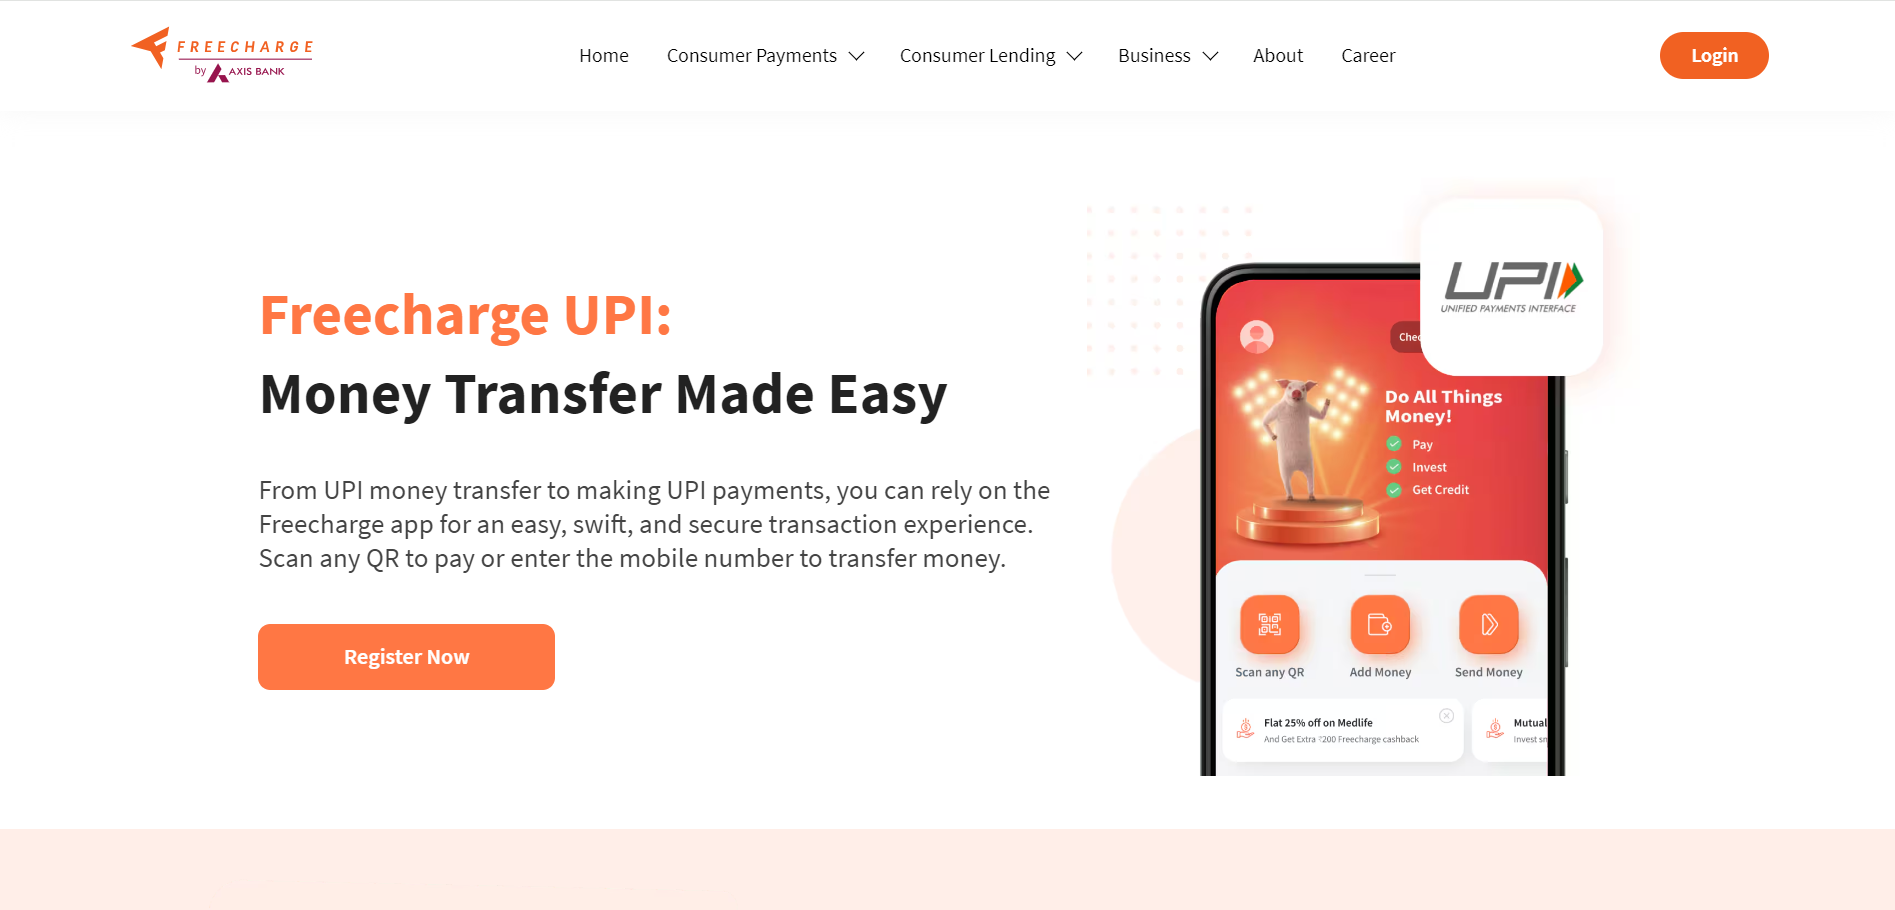 FREECHARGE
by AXIS BANK
Home
Consumer Payments
Consumer Lending
Business
About
Career
Login
Freecharge UPI:
Money Transfer Made Easy
From UPI money transfer to making UPI payments, you can rely on the
Freecharge app for an easy, swift, and secure transaction experience.
Scan any QR to pay or enter the mobile number to transfer money.
Register Now
UPI
UNIFIED PAYMENTS INTERFACE
Do All Things
Money!
Pay
Invest
Get Credit
Scan any QR
Add Money
Send Money
Flat 25% off on Medlife
And Get Extra ₹200 Freecharge cashback
Mutual
Invest